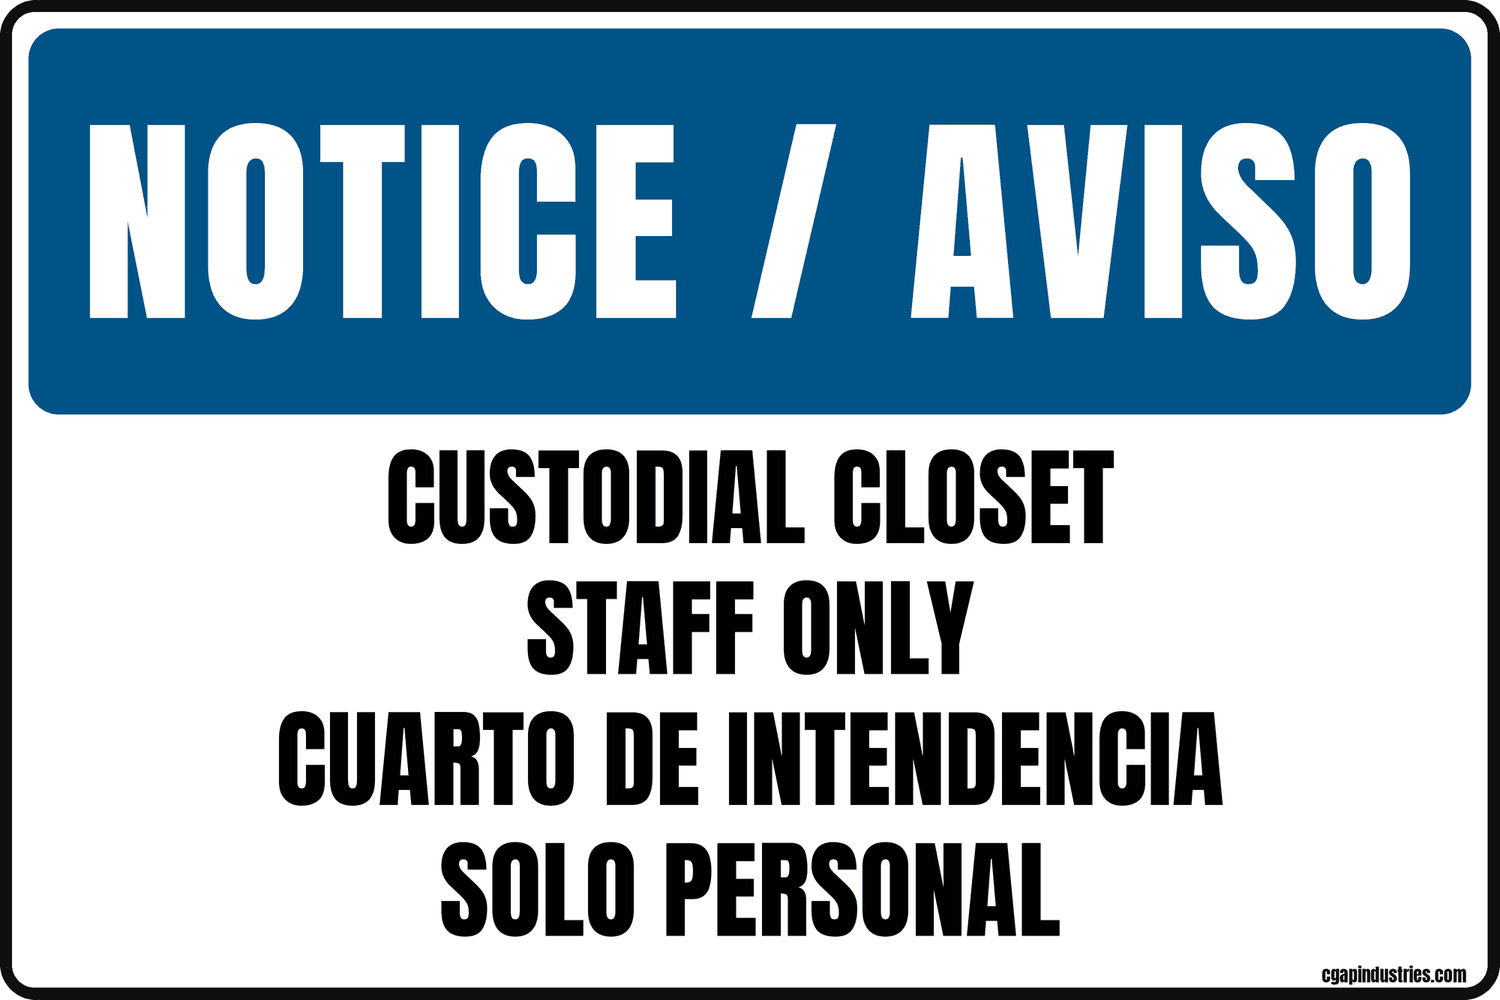 NOTICE / AVISO
CUSTODIAL CLOSET
STAFF ONLY
CUARTO DE INTENDENCIA
SOLO PERSONAL
cgapindustries.com